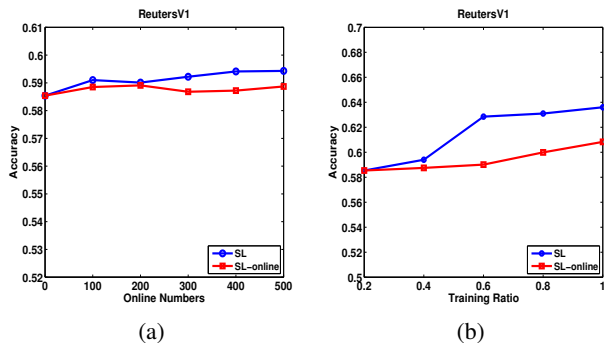 ReutersV1
0.61
0.6
0.59
0.58
0.57
0.56
0.55
0.54
0.53
0.52
Accuracy
0 100 200 300 400 500
Online Numbers
SL
SL-online
(a)
ReutersV1
0.7
0.68
0.66
0.64
0.62
0.6
0.58
0.56
0.54
0.52
0.5
Accuracy
0.2 0.4 0.6 0.8 1
Training Ratio
SL
SL-online
(b)